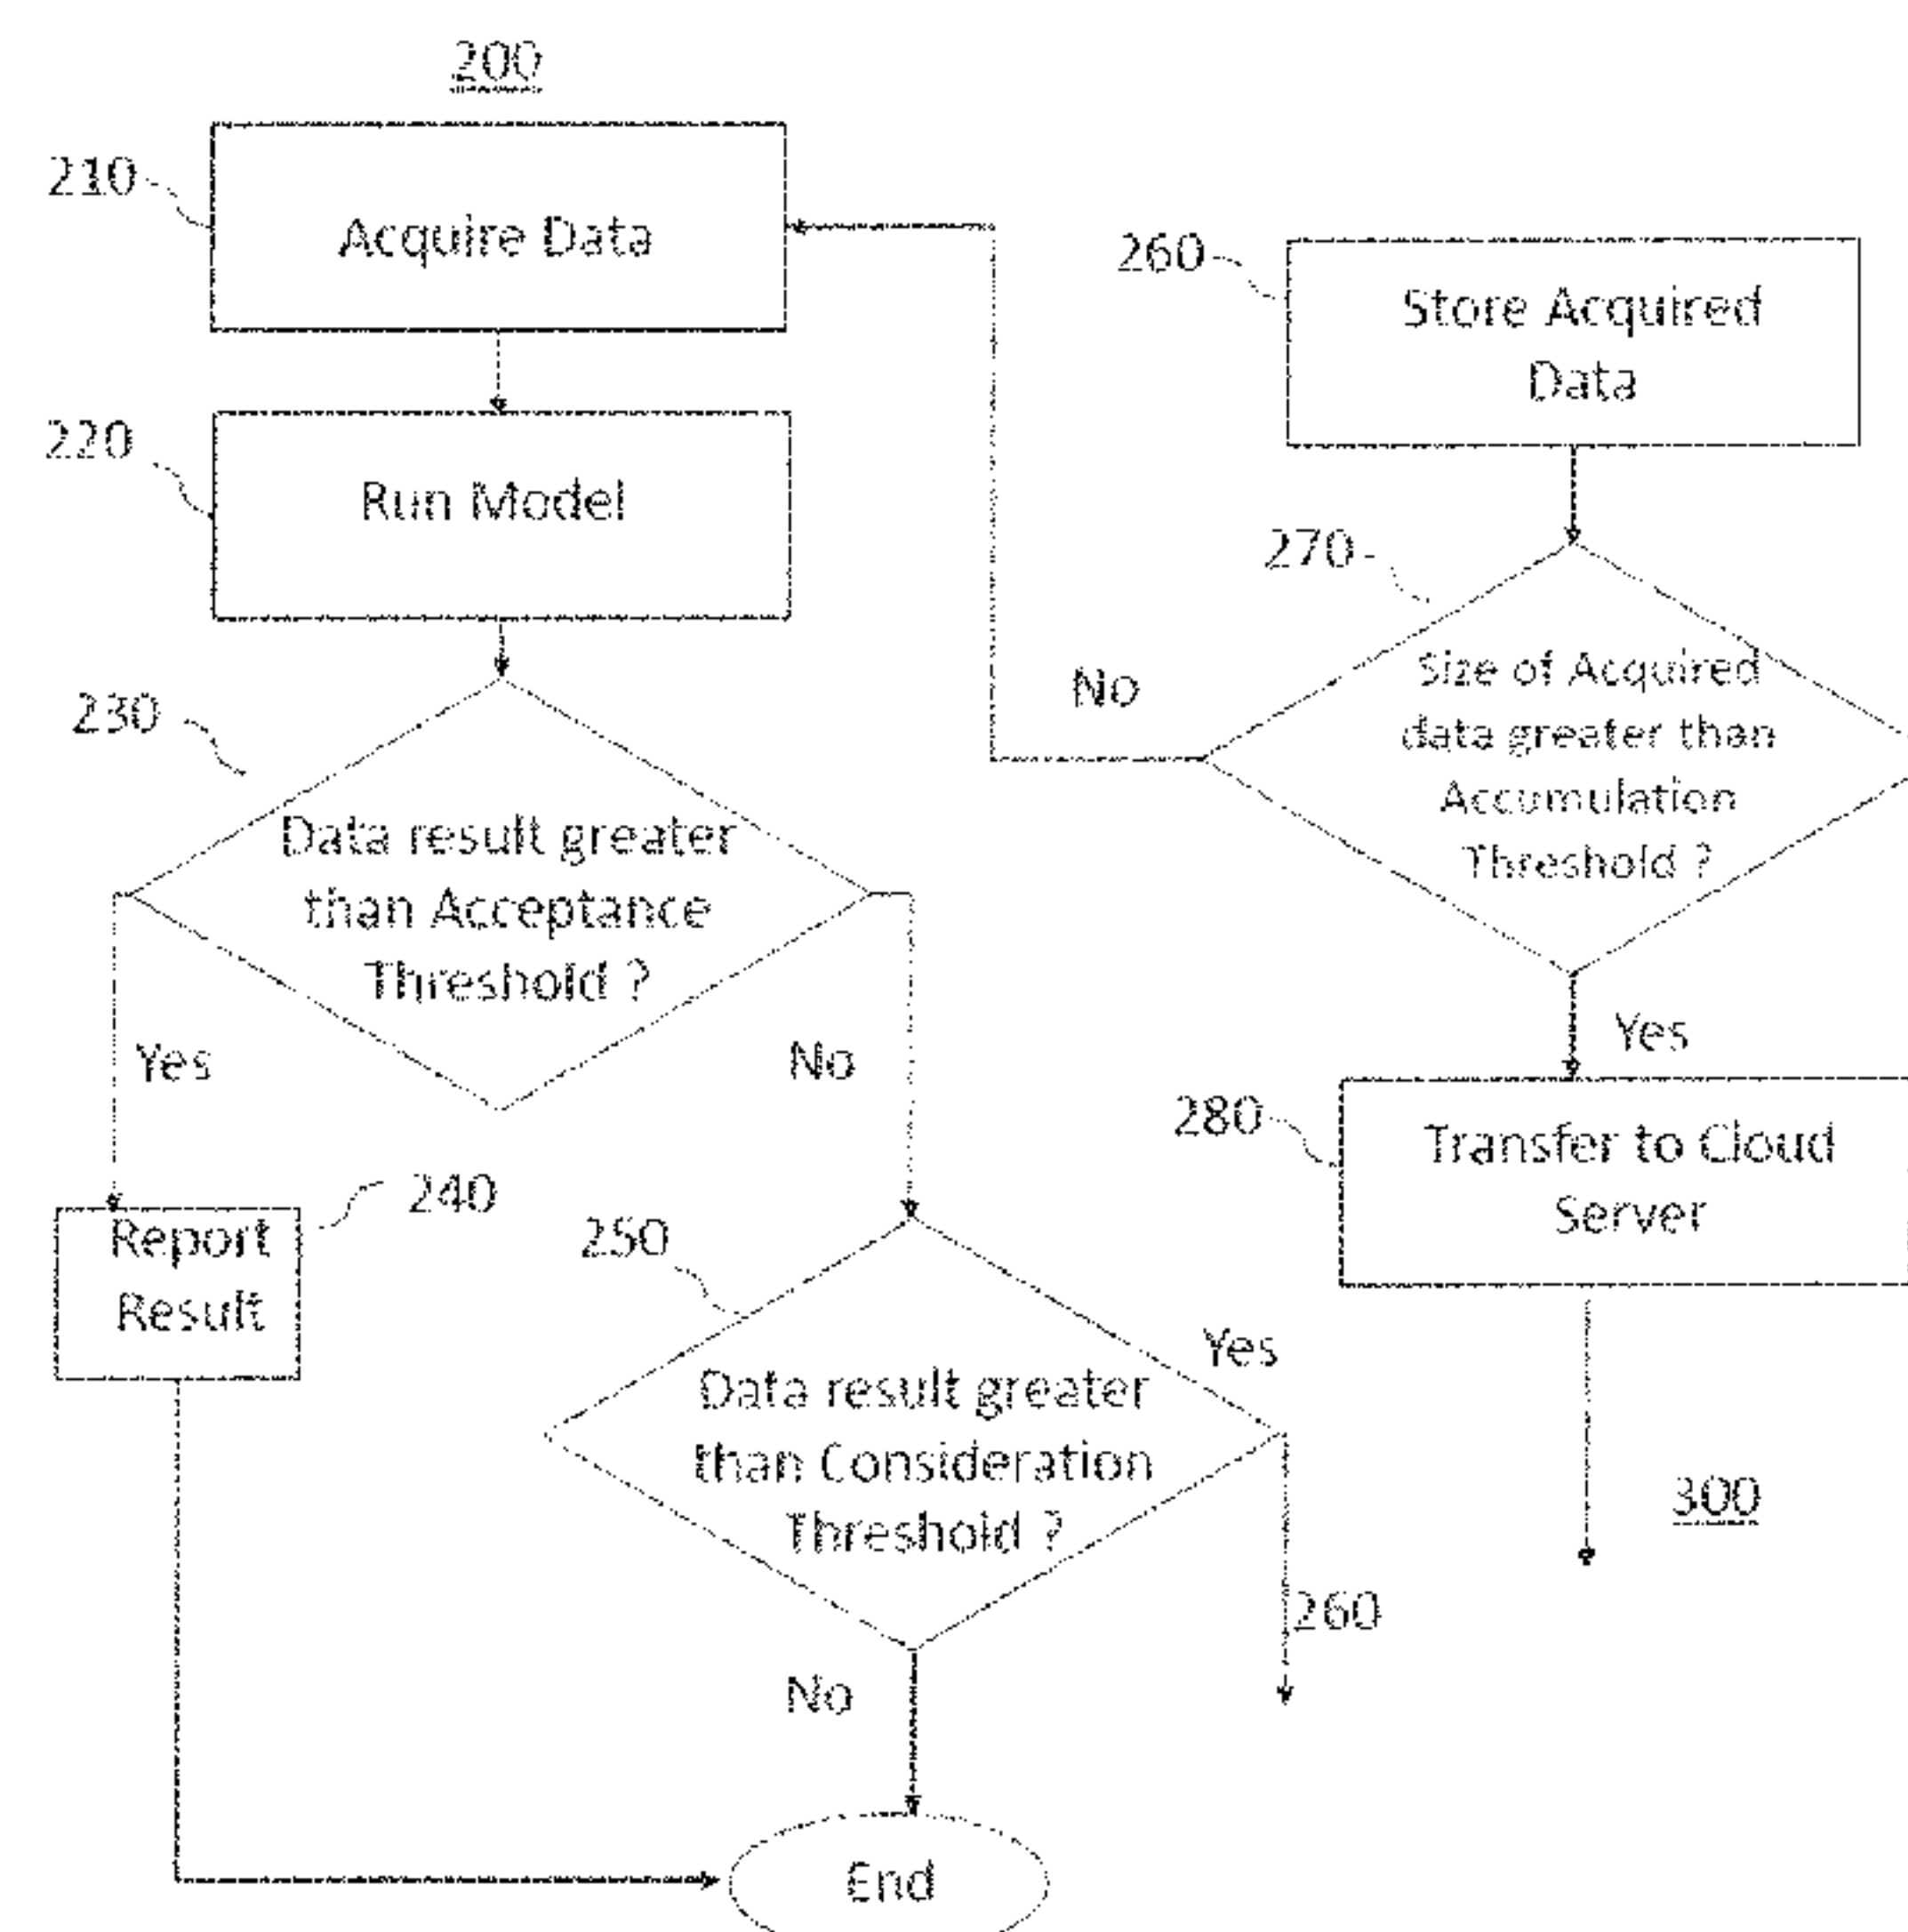 200
210
Acquire Data
220
Run Model
230
Data result greater
than Acceptance
Threshold ?
Yes
No
240
Report
Result
250
Data result greater
than Consideration
Threshold ?
Yes
260
No
End
260
Store Acquired
Data
270
Size of Acquired
data greater than
Accumulation
Threshold ?
No
Yes
280
Transfer to Cloud
Server
300